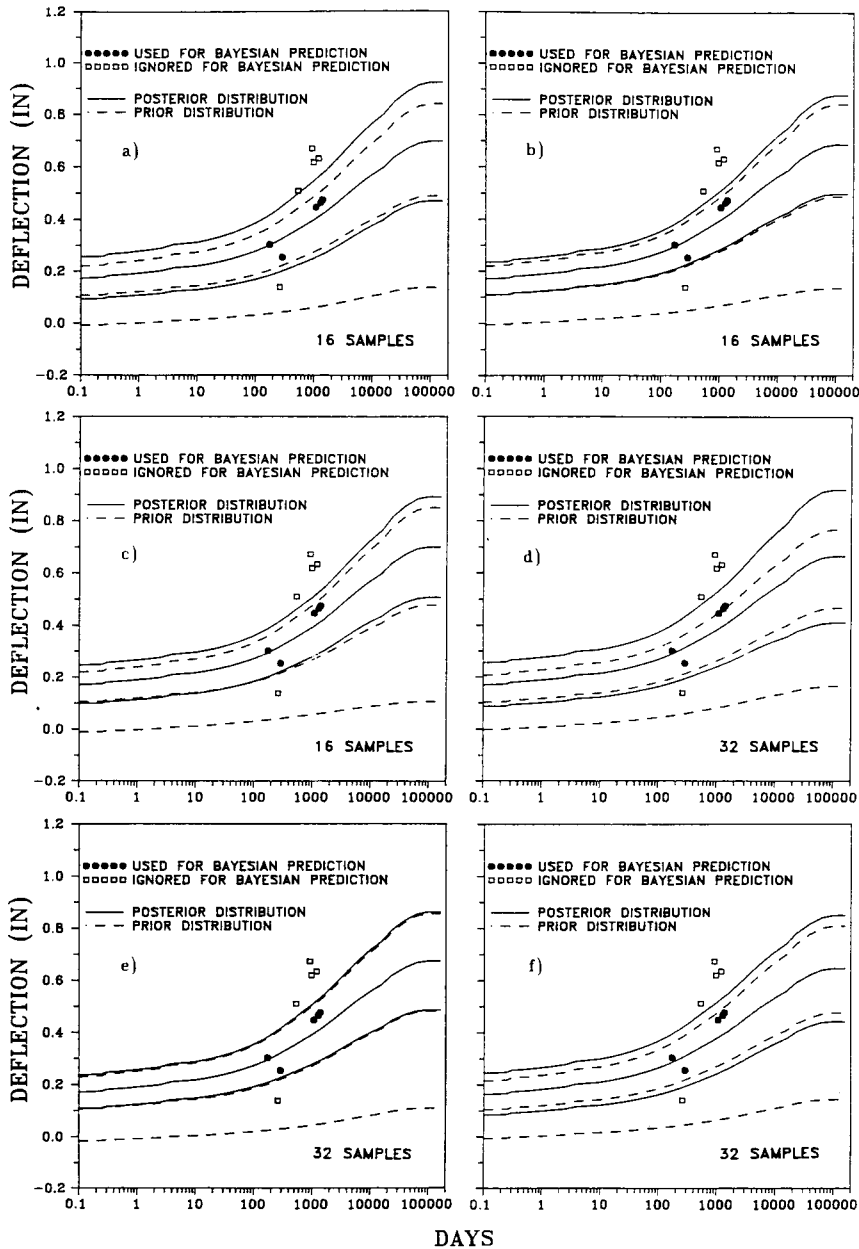 1.2
1.0
0.8
0.6
0.4
0.2
0.0
-0.2
DEFLECTION (IN)
●●●●● USED FOR BAYESIAN PREDICTION
□□□□ IGNORED FOR BAYESIAN PREDICTION
POSTERIOR DISTRIBUTION
PRIOR DISTRIBUTION
a)
16 SAMPLES
0.1 1 10 100 1000 10000 100000
●●●●● USED FOR BAYESIAN PREDICTION
□□□□ IGNORED FOR BAYESIAN PREDICTION
POSTERIOR DISTRIBUTION
PRIOR DISTRIBUTION
b)
16 SAMPLES
0.1 1 10 100 1000 100000
1.2
1.0
0.8
0.6
0.4
0.2
0.0
-0.2
DEFLECTION (IN)
●●●●● USED FOR BAYESIAN PREDICTION
□□□□ IGNORED FOR BAYESIAN PREDICTION
POSTERIOR DISTRIBUTION
PRIOR DISTRIBUTION
c)
16 SAMPLES
0.1 1 10 100 1000 100000
●●●●● USED FOR BAYESIAN PREDICTION
□□□□ IGNORED FOR BAYESIAN PREDICTION
POSTERIOR DISTRIBUTION
PRIOR DISTRIBUTION
d)
32 SAMPLES
0.1 1 10 100 1000 100000
1.2
1.0
0.8
0.6
0.4
0.2
0.0
-0.2
DEFLECTION (IN)
●●●●● USED FOR BAYESIAN PREDICTION
□□□□ IGNORED FOR BAYESIAN PREDICTION
POSTERIOR DISTRIBUTION
PRIOR DISTRIBUTION
e)
32 SAMPLES
0.1 1 10 100 1000 100000
●●●●● USED FOR BAYESIAN PREDICTION
□□□□ IGNORED FOR BAYESIAN PREDICTION
POSTERIOR DISTRIBUTION
PRIOR DISTRIBUTION
f)
32 SAMPLES
0.1 1 10 100 1000 100000
DAYS